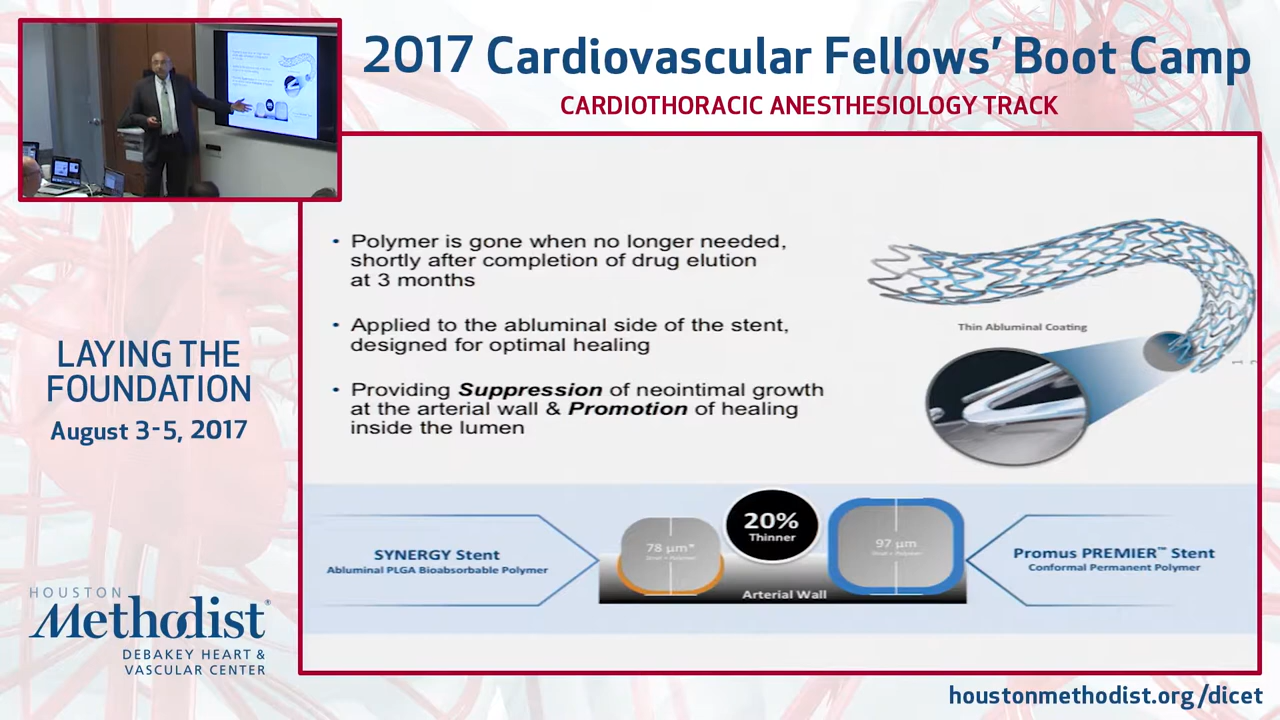 2017 Cardiovascular Fellows' Boot Camp
CARDIOTHORACIC ANESTHESIOLOGY TRACK
LAYING THE
FOUNDATION
August 3-5, 2017
• Polymer is gone when no longer needed,
shortly after completion of drug elution
at 3 months
• Applied to the abluminal side of the stent,
designed for optimal healing
• Providing Suppression of neointimal growth
at the arterial wall & Promotion of healing
inside the lumen
Thin Abluminal Coating
SYNERGY Stent
Abluminal PLGA Bioabsorbable Polymer
78 µm*
Strut + Polymer
20%
Thinner
97 µm
Strut + Polymer
Arterial Wall
Promus PREMIER™ Stent
Conformal Permanent Polymer
HOUSTON
Methodist®
DEBAKEY HEART &
VASCULAR CENTER
houstonmethodist.org/dicet